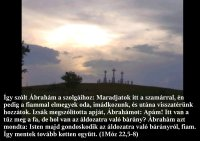 Így szólt Ábrahám a szolgáihoz: Maradjatok itt a szamárral, én
pedig a fiammal elmegyek oda, imádkozunk, és utána visszatérünk
hozzátok. Izsák megszólította apját, Ábrahámot: Apám! Itt van a
tűz meg a fa, de hol van az áldozatra való bárány? Ábrahám azt
mondta: Isten majd gondoskodik az áldozatra való bárányról, fiam.
Így mentek tovább ketten együtt. (1Móz 22,5-8)